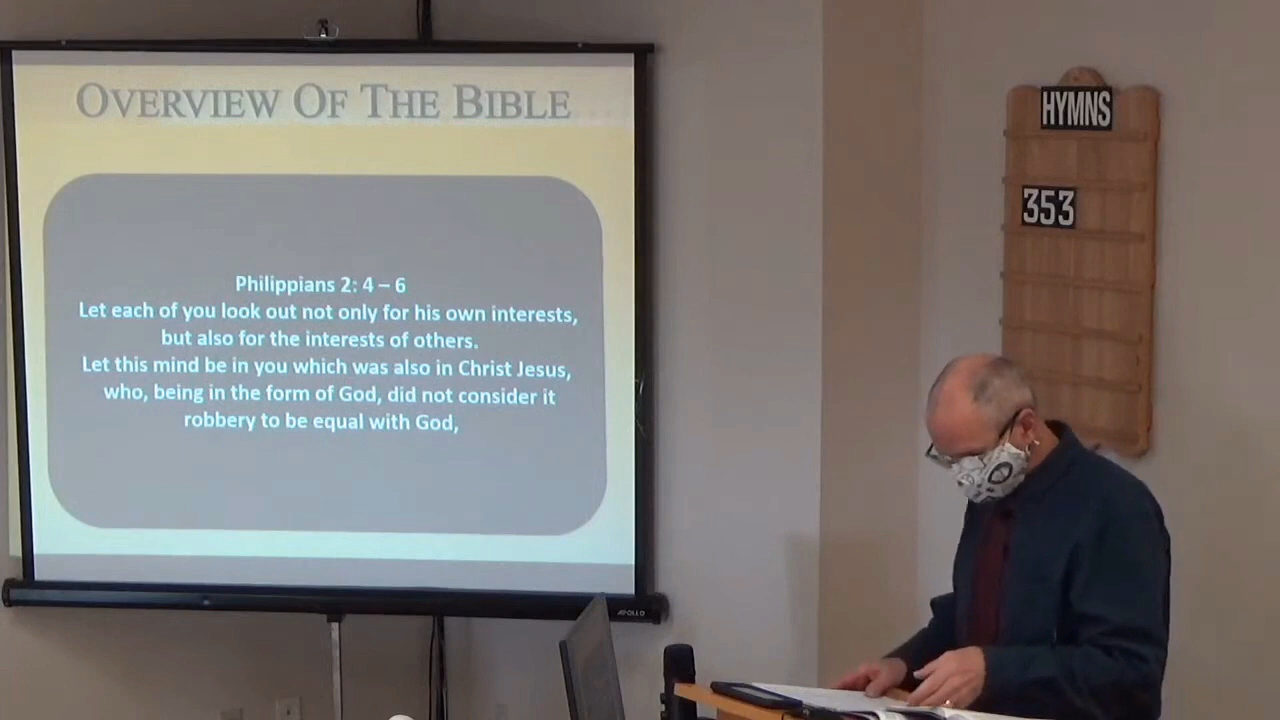 OVERVIEW OF THE BIBLE
Philippians 2: 4 – 6
Let each of you look out not only for his own interests,
but also for the interests of others.
Let this mind be in you which was also in Christ Jesus,
who, being in the form of God, did not consider it
robbery to be equal with God,
APOLLO
HYMNS
353